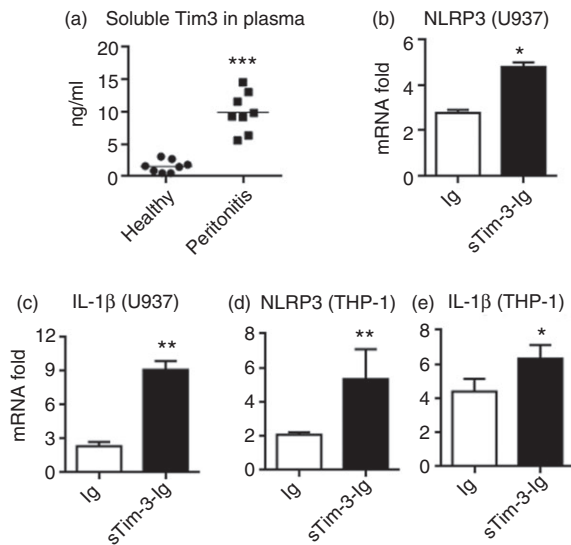 (a) Soluble Tim3 in plasma
ng/ml
20
15
10
5
0
***
Healthy
Peritonitis
(b) NLRP3 (U937)
mRNA fold
6
4
2
0
*
Ig
sTim-3-Ig
(c) IL-1β (U937)
mRNA fold
12
9
6
3
0
**
Ig
sTim-3-Ig
(d) NLRP3 (THP-1)
8
6
4
2
0
**
Ig
sTim-3-Ig
(e) IL-1β (THP-1)
8
6
4
2
0
*
Ig
sTim-3-Ig